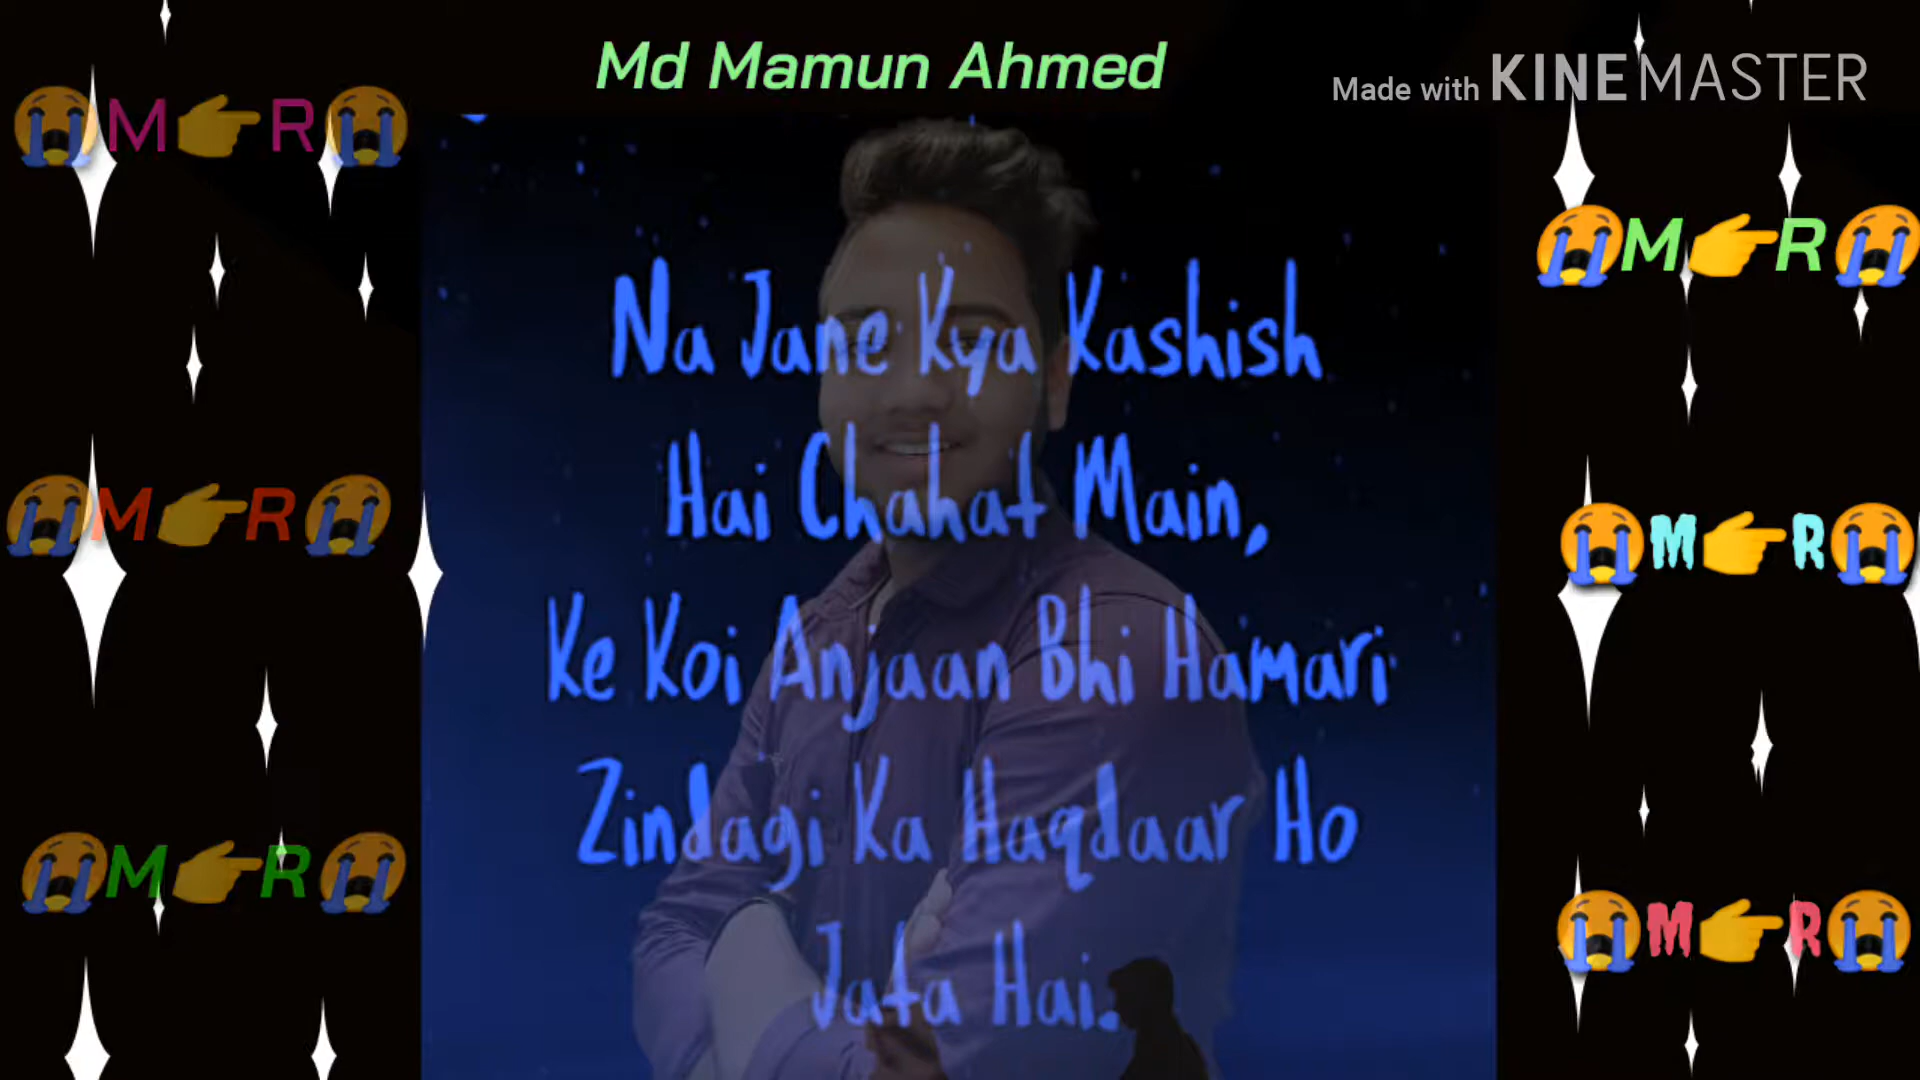 Md Mamun Ahmed
Made with KINEMASTER
😭M👉R😭
😭M👉R😭
Na Jane Kya Kashish
Hai Chahat Main,
😭M👉R😭
😭M👉R😭
Ke Koi Anjaan Bhi Hamari
Zindagi Ka Haqdaar Ho
😭M👉R😭
😭M👉R😭
Jata Hai.